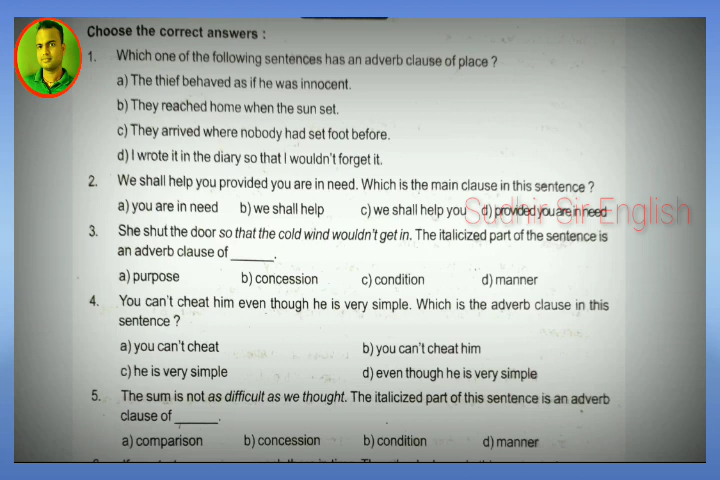 Choose the correct answers :
1. Which one of the following sentences has an adverb clause of place ?
a) The thief behaved as if he was innocent.
b) They reached home when the sun set.
c) They arrived where nobody had set foot before.
d) I wrote it in the diary so that I wouldn't forget it.
2. We shall help you provided you are in need. Which is the main clause in this sentence ?
a) you are in need b) we shall help c) we shall help you d) provided you are in need
Sudhir Sir English
3. She shut the door so that the cold wind wouldn't get in. The italicized part of the sentence is
an adverb clause of ______.
a) purpose b) concession c) condition d) manner
4. You can't cheat him even though he is very simple. Which is the adverb clause in this
sentence ?
a) you can't cheat b) you can't cheat him
c) he is very simple d) even though he is very simple
5. The sum is not as difficult as we thought. The italicized part of this sentence is an adverb
clause of ______.
a) comparison b) concession b) condition d) manner